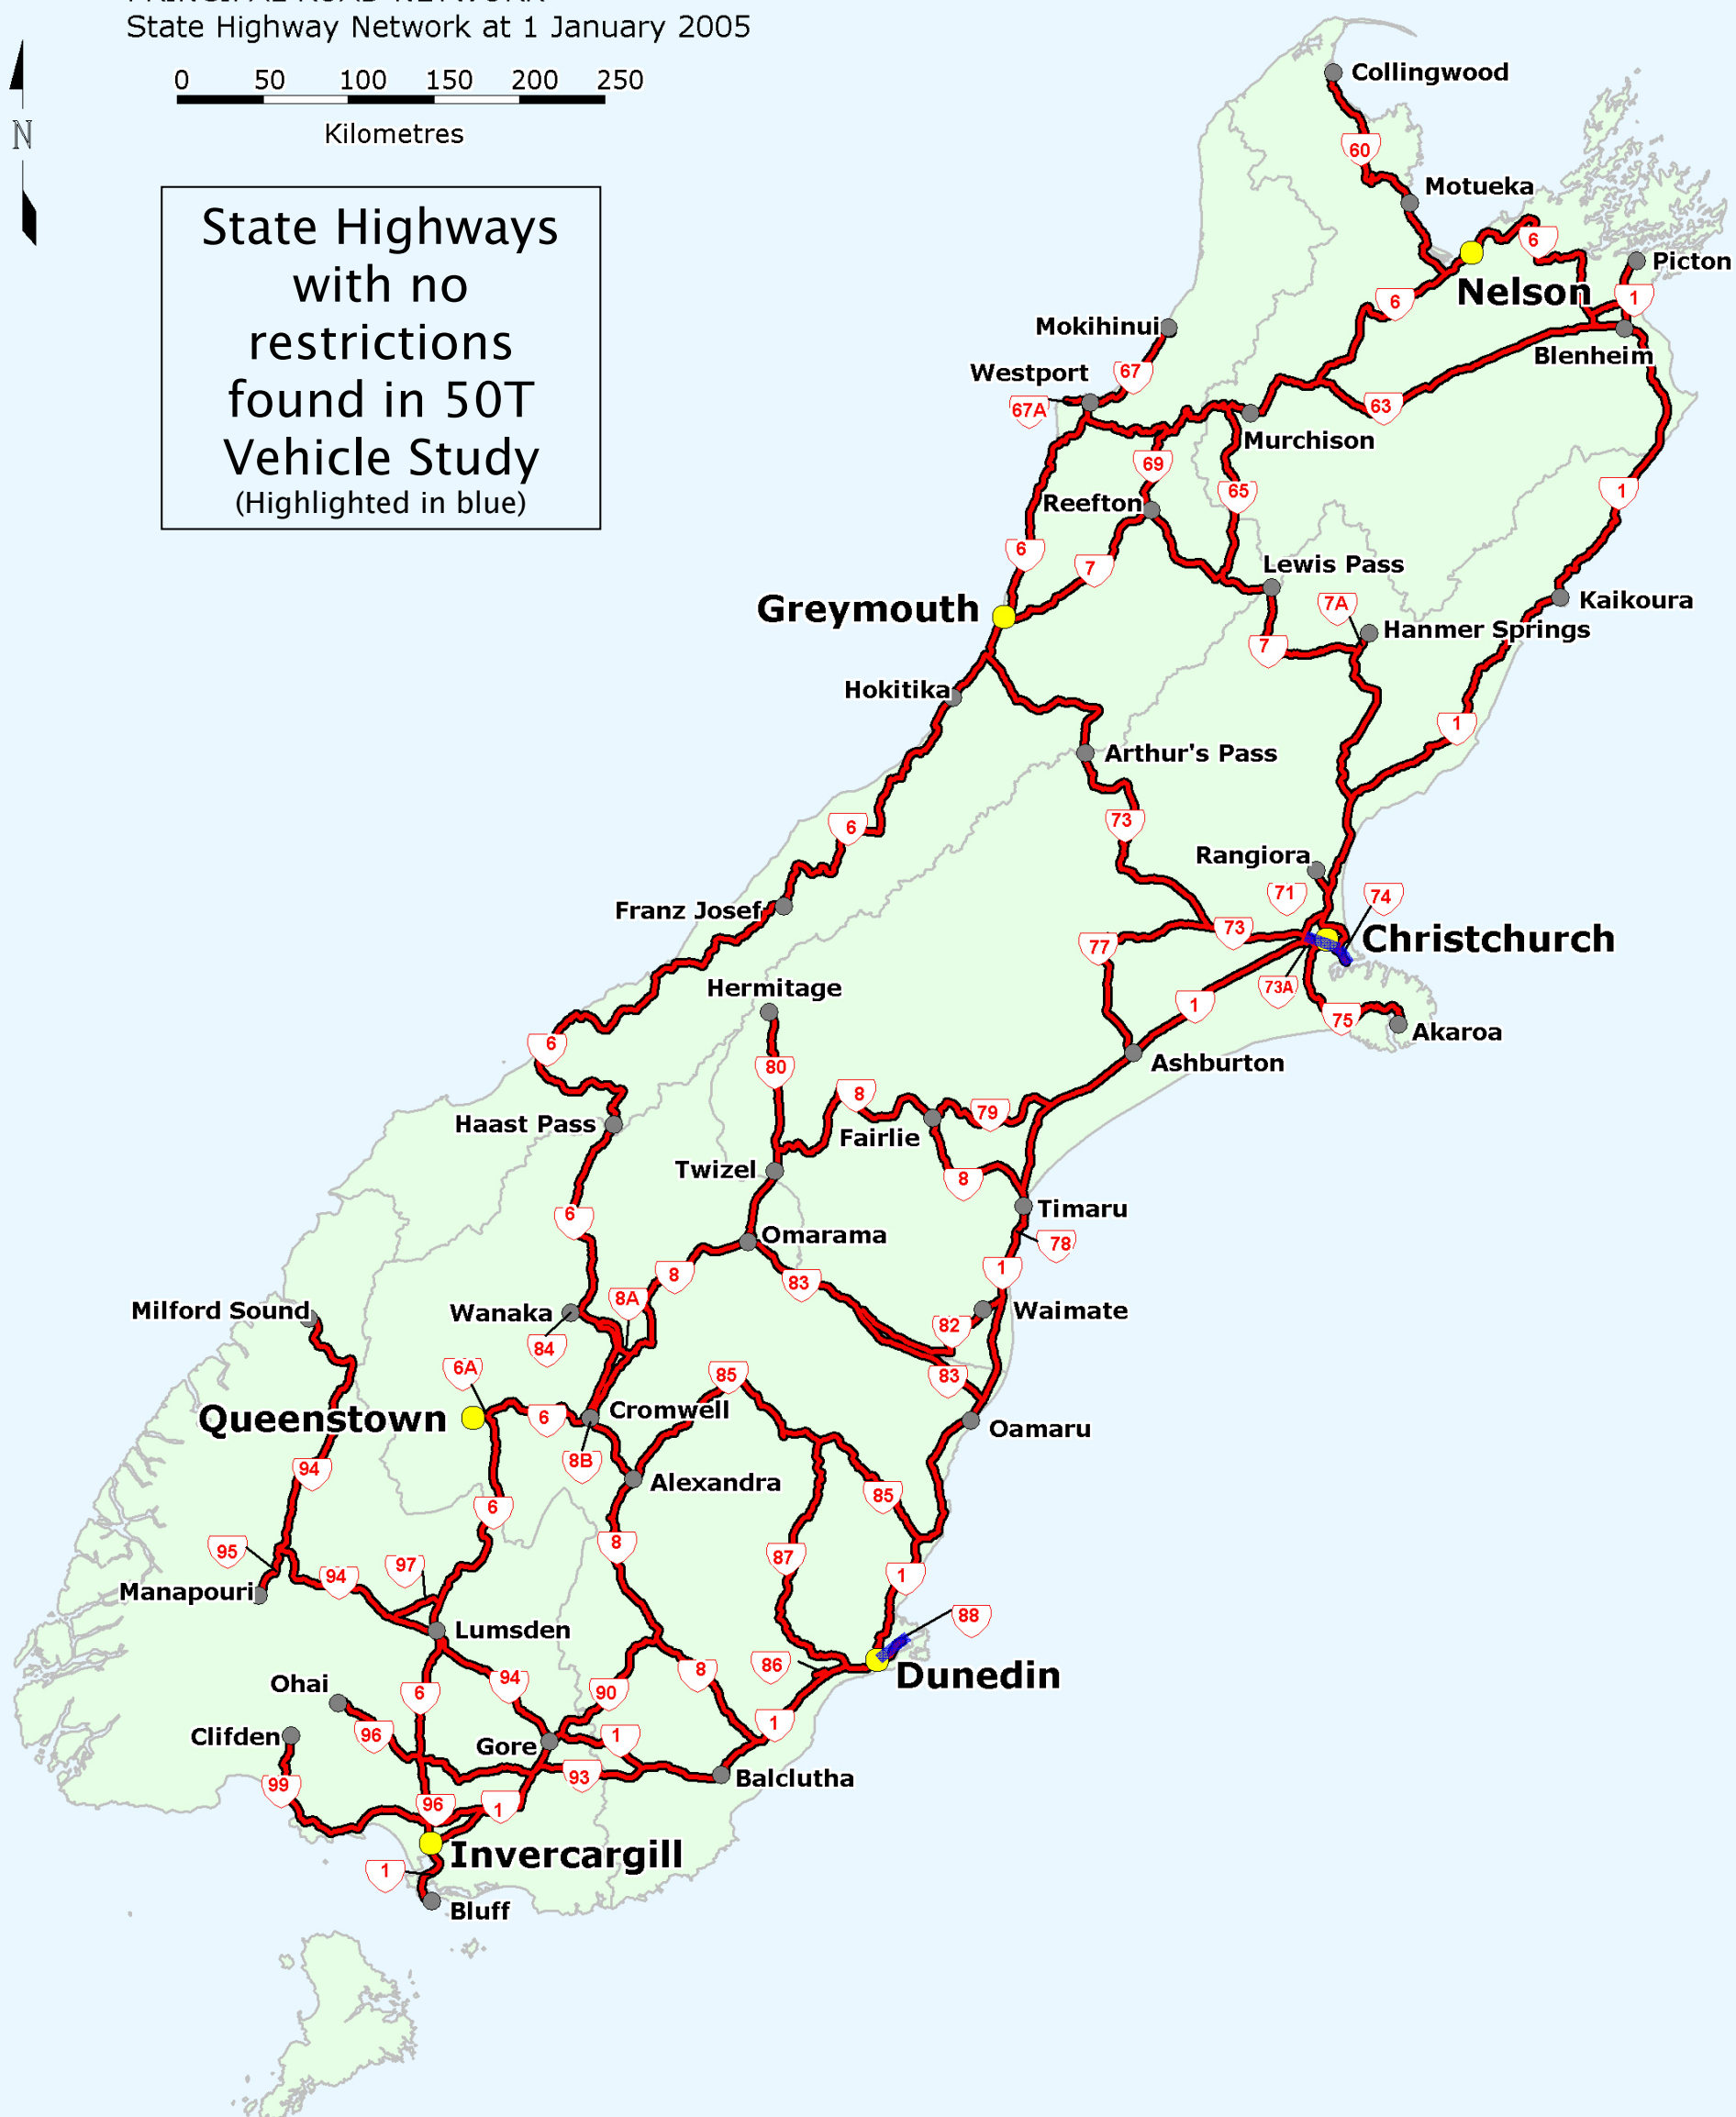 PRINCIPAL ROAD NETWORK
State Highway Network at 1 January 2005
0 50 100 150 200 250
Kilometres
N
State Highways
with no
restrictions
found in 50T
Vehicle Study
(Highlighted in blue)
Collingwood
60
Motueka
6
Picton
Nelson
6
1
Mokihinui
Blenheim
Westport
67
67A
63
Murchison
69
65
1
Reefton
6
7
Lewis Pass
7A
Kaikoura
Greymouth
Hanmer Springs
7
Hokitika
1
Arthur's Pass
73
6
Rangiora
71
74
Franz Josef
73
Christchurch
77
Hermitage
73A
1
75
Akaroa
6
Ashburton
80
8
79
Haast Pass
Fairlie
Twizel
8
Timaru
6
Omarama
78
8
83
1
8A
Milford Sound
Wanaka
Waimate
84
82
6A
85
83
Queenstown
6
Cromwell
Oamaru
8B
94
Alexandra
85
6
8
95
97
87
94
1
Manapouri
88
Lumsden
86
Dunedin
Ohai
94
8
6
90
96
1
Clifden
Gore
1
93
Balclutha
99
96
1
Invercargill
1
Bluff